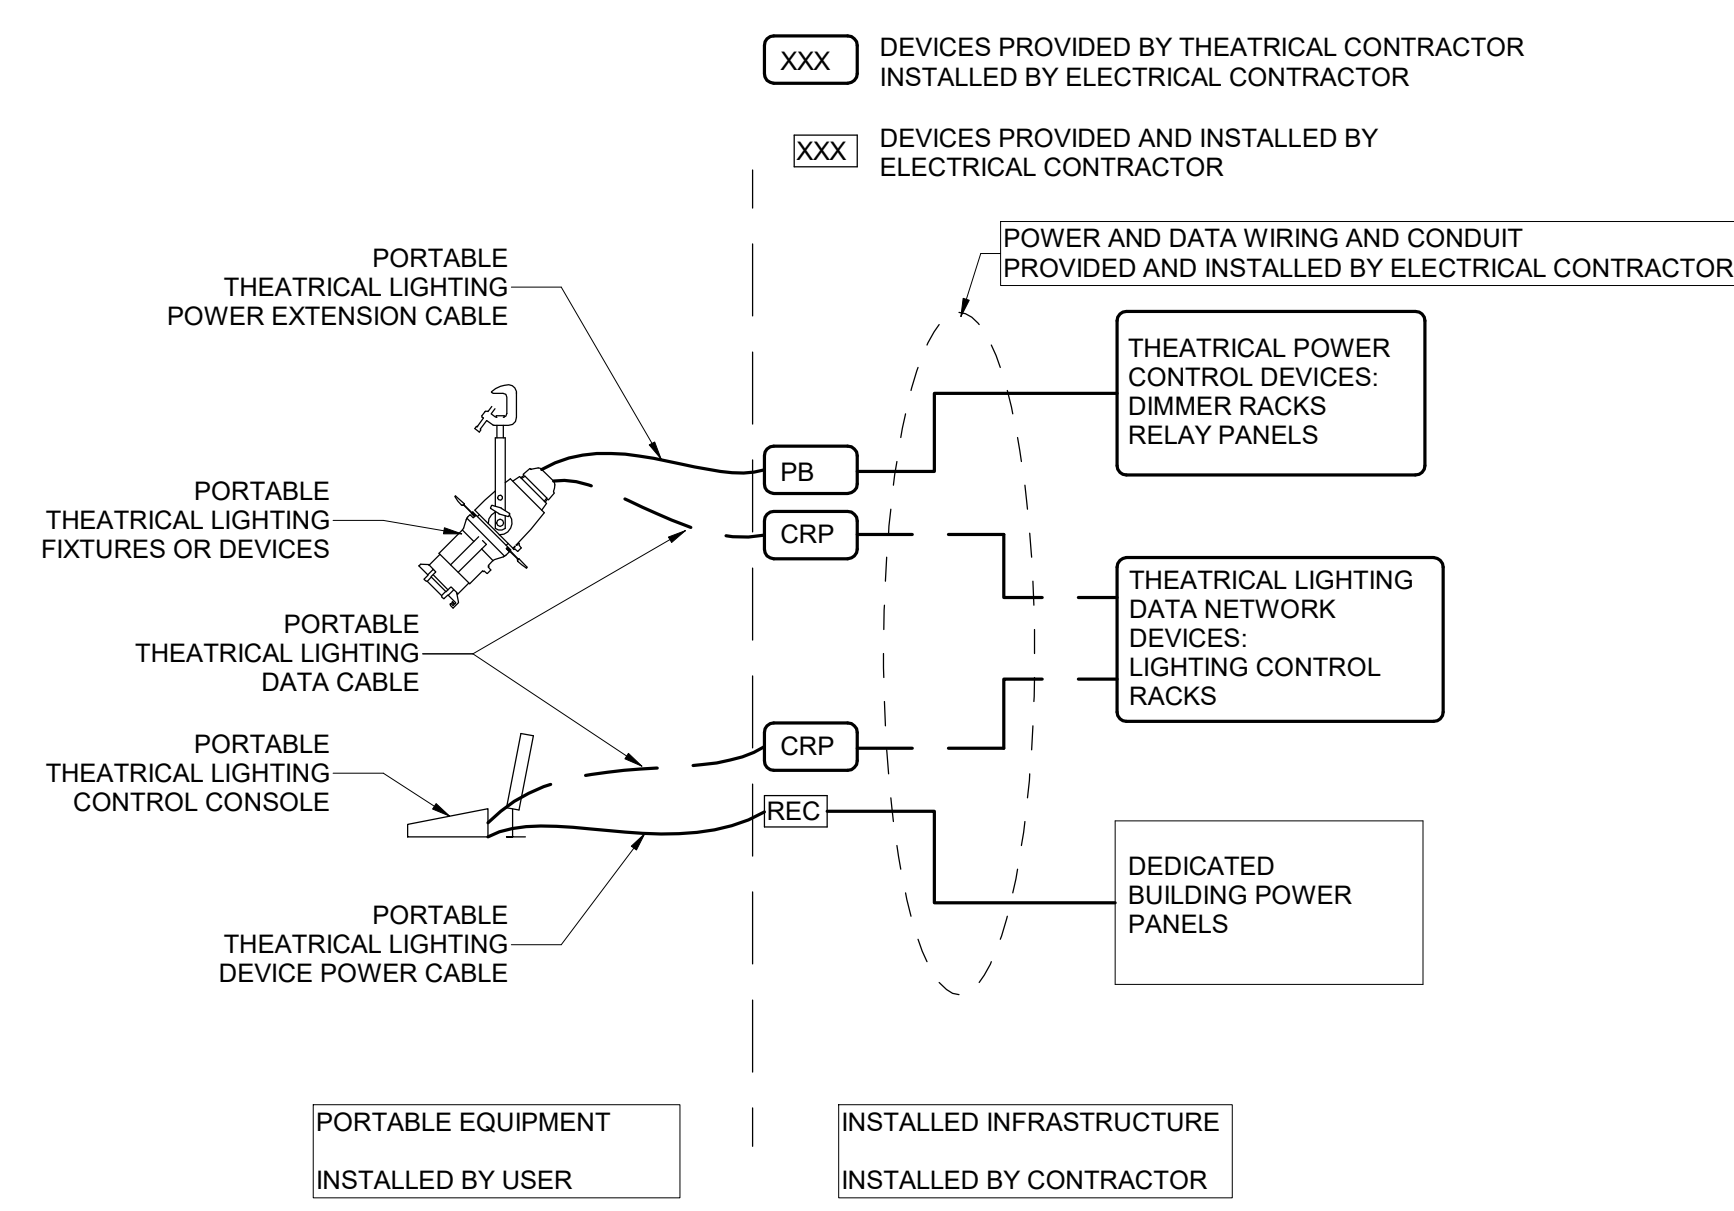 XXX
DEVICES PROVIDED BY THEATRICAL CONTRACTOR
INSTALLED BY ELECTRICAL CONTRACTOR
XXX
DEVICES PROVIDED AND INSTALLED BY
ELECTRICAL CONTRACTOR
POWER AND DATA WIRING AND CONDUIT
PROVIDED AND INSTALLED BY ELECTRICAL CONTRACTOR
PORTABLE
THEATRICAL LIGHTING
POWER EXTENSION CABLE
THEATRICAL POWER
CONTROL DEVICES:
DIMMER RACKS
RELAY PANELS
PB
PORTABLE
THEATRICAL LIGHTING
FIXTURES OR DEVICES
CRP
THEATRICAL LIGHTING
DATA NETWORK
DEVICES:
LIGHTING CONTROL
RACKS
PORTABLE
THEATRICAL LIGHTING
DATA CABLE
CRP
PORTABLE
THEATRICAL LIGHTING
CONTROL CONSOLE
REC
DEDICATED
BUILDING POWER
PANELS
PORTABLE
THEATRICAL LIGHTING
DEVICE POWER CABLE
PORTABLE EQUIPMENT
INSTALLED BY USER
INSTALLED INFRASTRUCTURE
INSTALLED BY CONTRACTOR